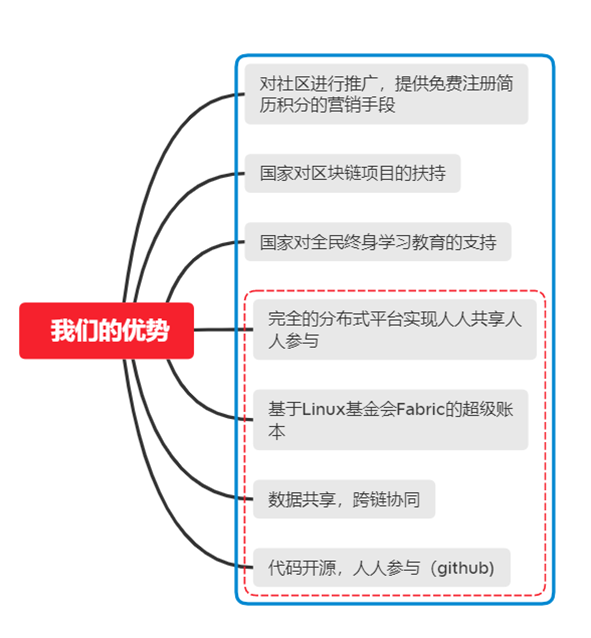 对社区进行推广，提供免费注册简
历积分的营销手段
国家对区块链项目的扶持
国家对全民终身学习教育的支持
我们的优势
完全的分布式平台实现人人共享人
人参与
基于Linux基金会Fabric的超级账
本
数据共享，跨链协同
代码开源，人人参与（github)